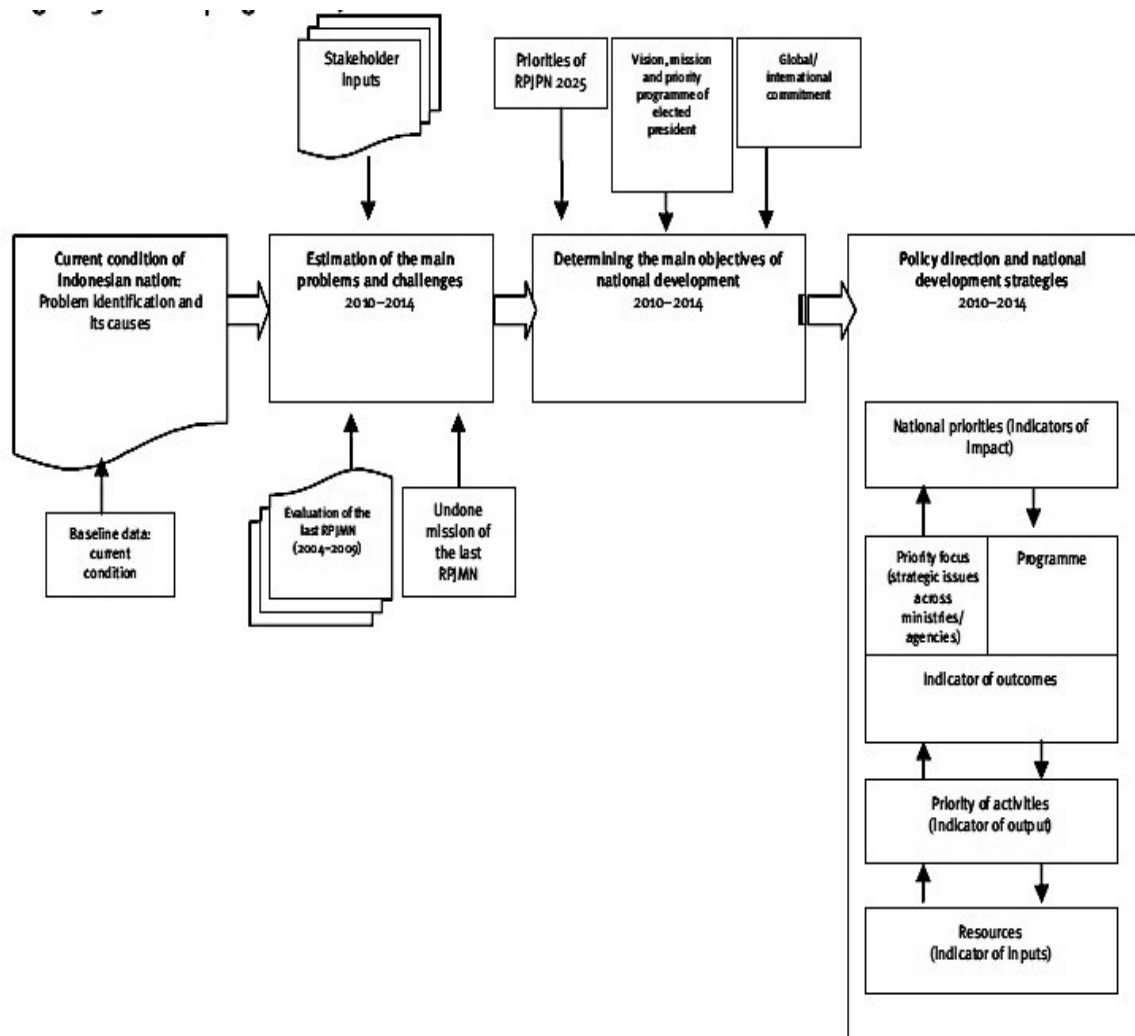 Stakeholder
Inputs
Priorities of
RPJPN 2025
Vision, mission
and priority
programme of
elected
president
Global/
international
commitment
Current condition of
Indonesian nation:
Problem identification and
its causes
Estimation of the main
problems and challenges
2010–2014
Determining the main objectives of
national development
2010–2014
Policy direction and national
development strategies
2010–2014
Baseline data:
current
condition
Evaluation of the
last RPJMN
(2004–2009)
Undone
mission of
the last
RPJMN
National priorities (Indicators of
impact)
Priority focus
(strategic issues
across
ministries/
agencies)
Programme
Indicator of outcomes
Priority of activities
(Indicator of output)
Resources
(Indicator of inputs)